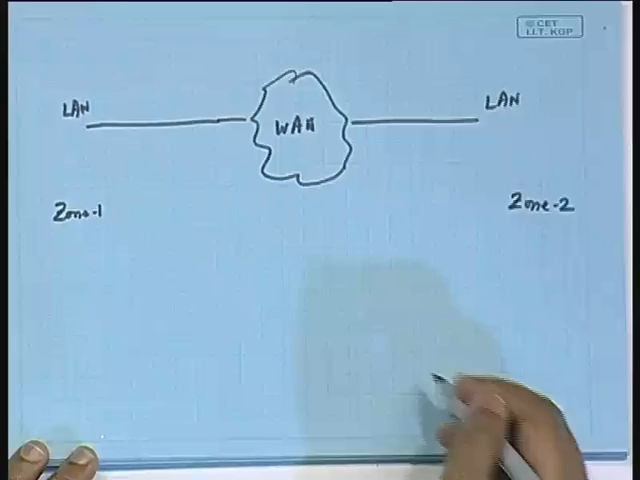 © CET
I.I.T. KGP
LAN
WAN
LAN
Zone-1
Zone-2